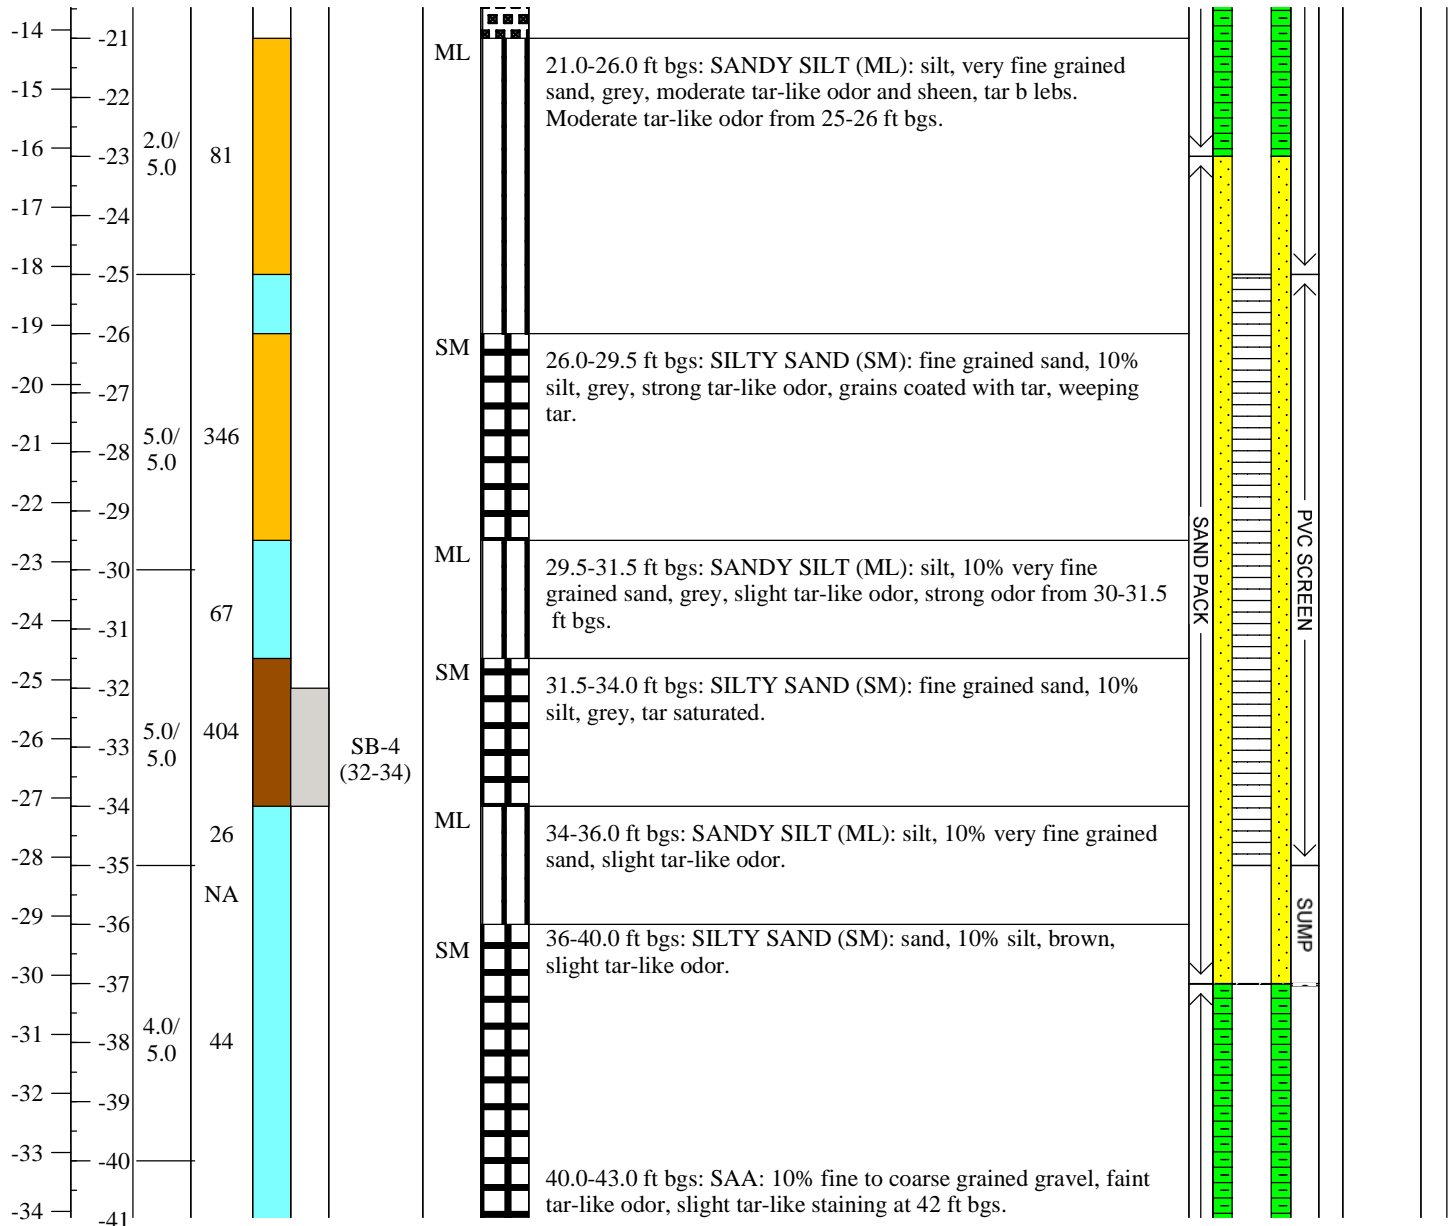 -14
-15
-16
-17
-18
-19
-20
-21
-22
-23
-24
-25
-26
-27
-28
-29
-30
-31
-32
-33
-34
-21
-22
-23
-24
-25
-26
-27
-28
-29
-30
-31
-32
-33
-34
-35
-36
-37
-38
-39
-40
-41
2.0/
5.0
5.0/
5.0
5.0/
5.0
4.0/
5.0
81
346
67
404
26
NA
44
SB-4
(32-34)
ML
21.0-26.0 ft bgs: SANDY SILT (ML): silt, very fine grained
sand, grey, moderate tar-like odor and sheen, tar b lebs.
Moderate tar-like odor from 25-26 ft bgs.
SM
26.0-29.5 ft bgs: SILTY SAND (SM): fine grained sand, 10%
silt, grey, strong tar-like odor, grains coated with tar, weeping
tar.
ML
29.5-31.5 ft bgs: SANDY SILT (ML): silt, 10% very fine
grained sand, grey, slight tar-like odor, strong odor from 30-31.5
ft bgs.
SM
31.5-34.0 ft bgs: SILTY SAND (SM): fine grained sand, 10%
silt, grey, tar saturated.
ML
34-36.0 ft bgs: SANDY SILT (ML): silt, 10% very fine grained
sand, slight tar-like odor.
SM
36-40.0 ft bgs: SILTY SAND (SM): sand, 10% silt, brown,
slight tar-like odor.
40.0-43.0 ft bgs: SAA: 10% fine to coarse grained gravel, faint
tar-like odor, slight tar-like staining at 42 ft bgs.
SAND PACK
PVC SCREEN
SUMP